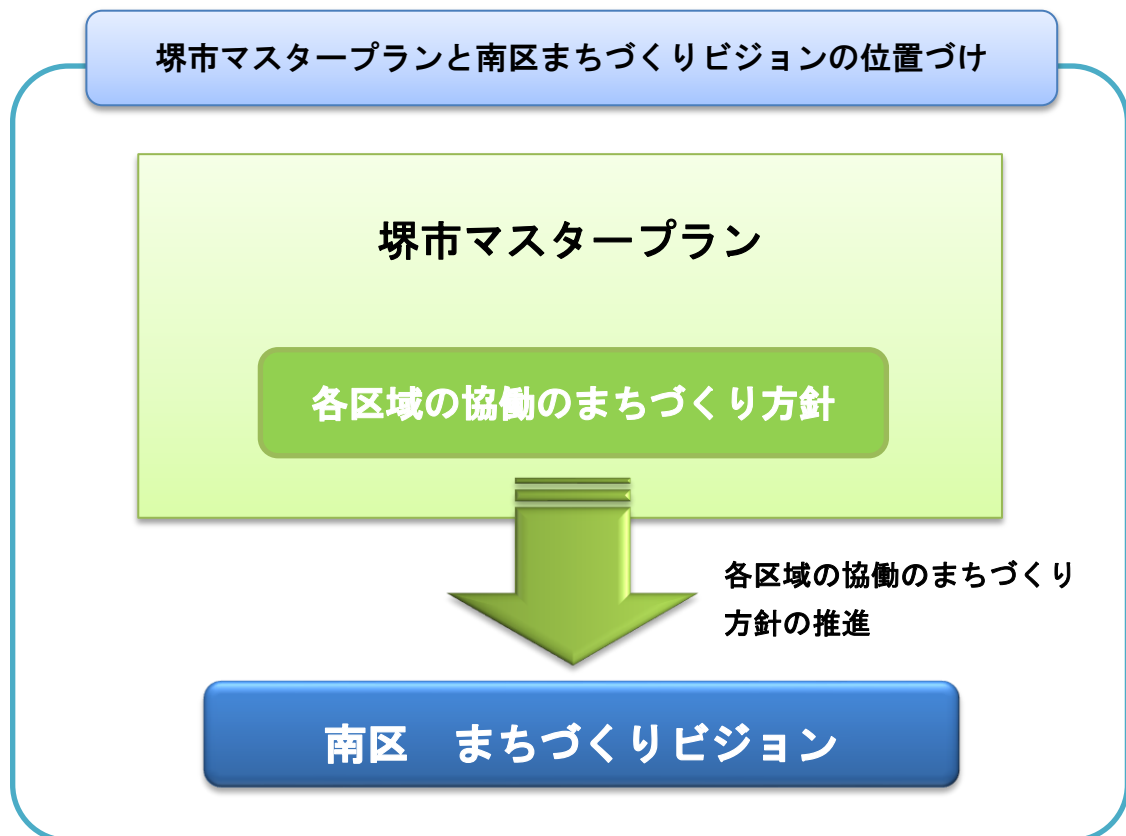 堺市マスタープランと南区まちづくりビジョンの位置づけ
堺市マスタープラン
各区域の協働のまちづくり方針
各区域の協働のまちづくり
方針の推進
南区　まちづくりビジョン